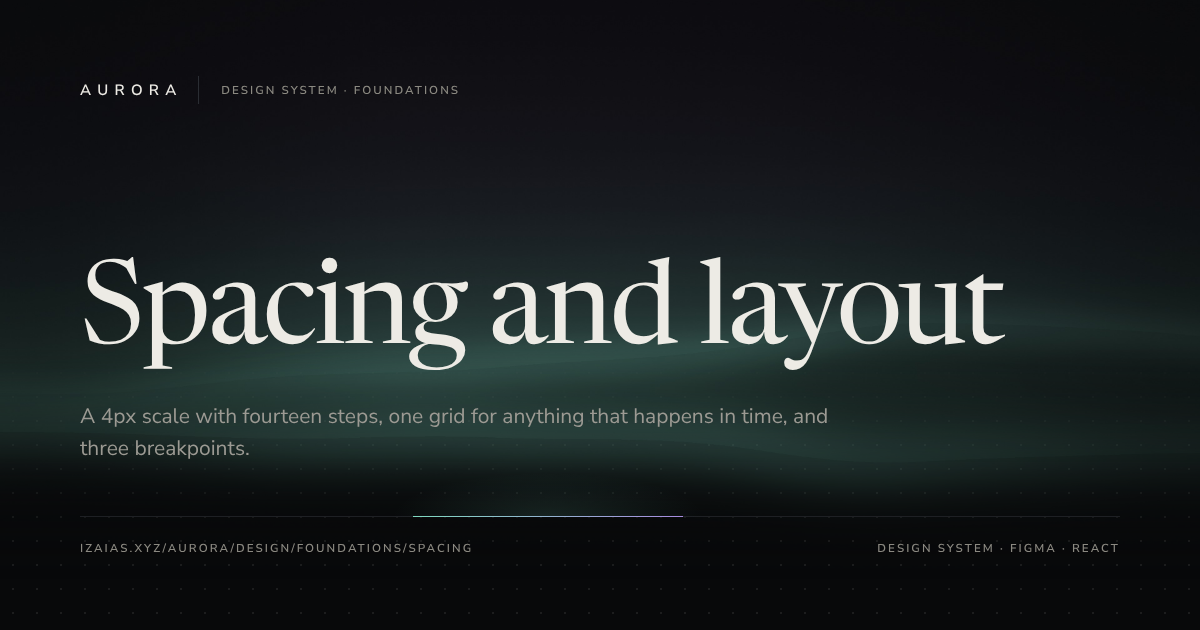 AURORA
DESIGN SYSTEM · FOUNDATIONS
Spacing and layout
A 4px scale with fourteen steps, one grid for anything that happens in time, and
three breakpoints.
IZAIAS.XYZ/AURORA/DESIGN/FOUNDATIONS/SPACING
DESIGN SYSTEM · FIGMA · REACT